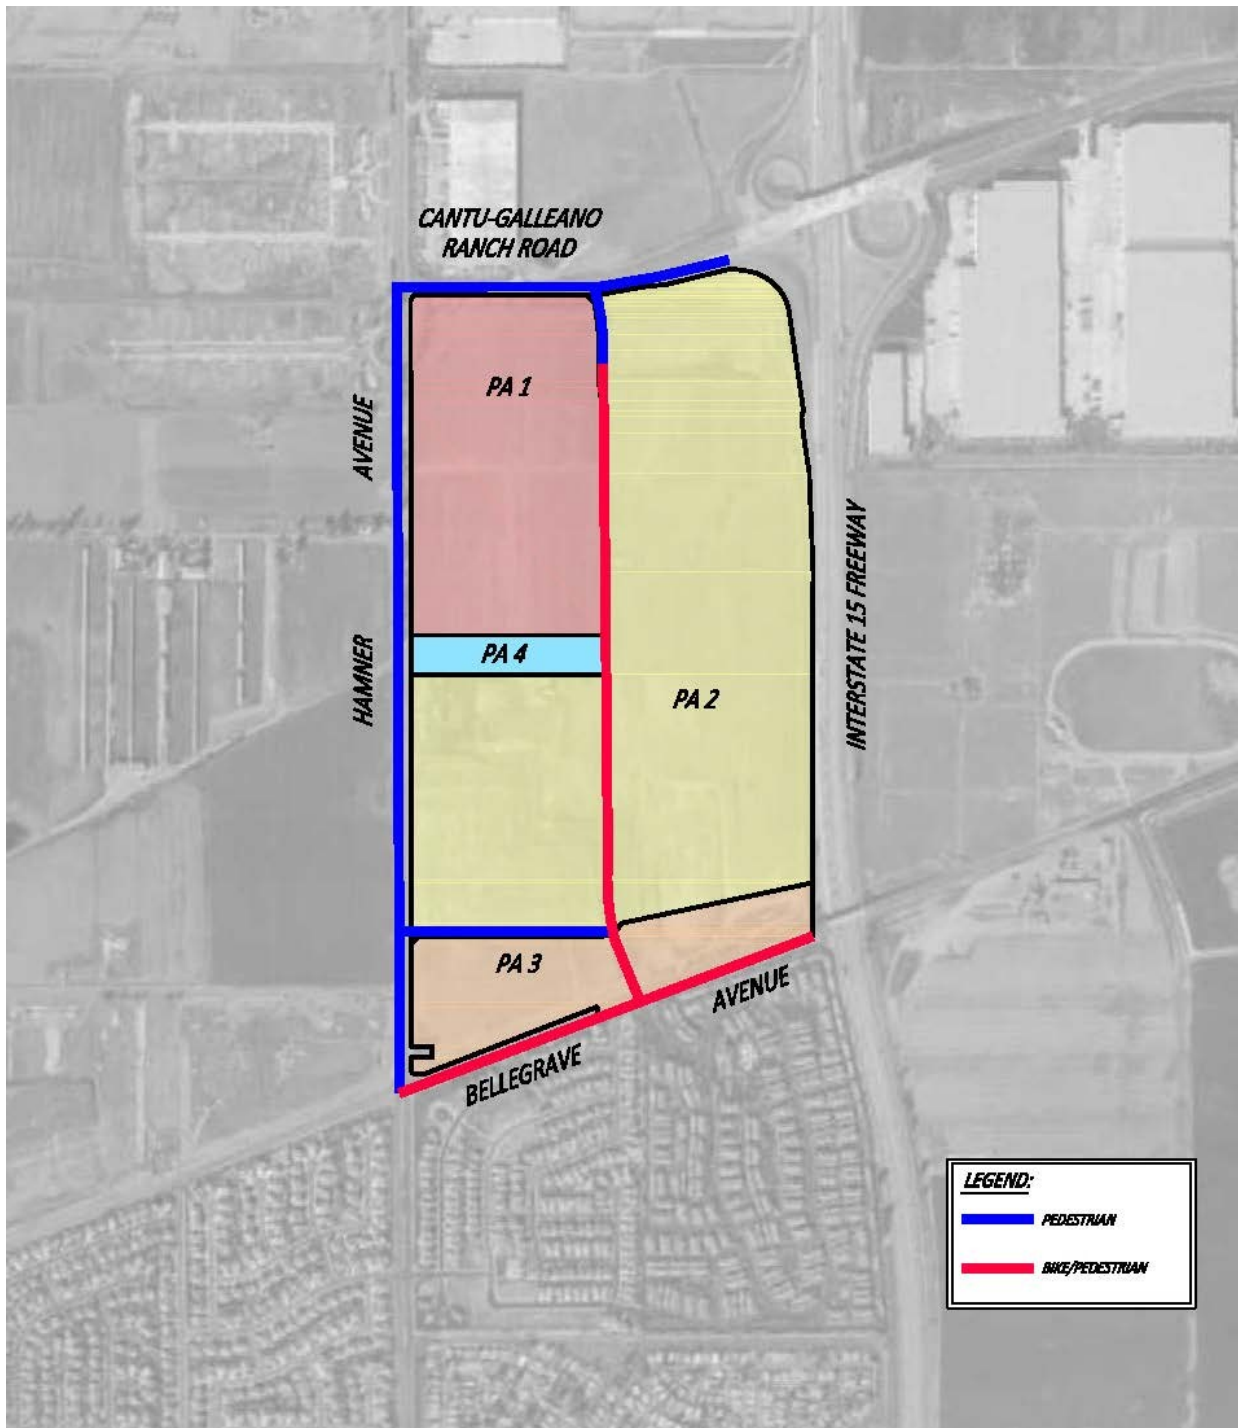 CANTU-GALLEANO
RANCH ROAD
PA 1
AVENUE
HAMNER
PA 4
PA 2
INTERSTATE 15 FREEWAY
PA 3
AVENUE
BELLEGRAVE
LEGEND:
PEDESTRIAN
BIKE/PEDESTRIAN